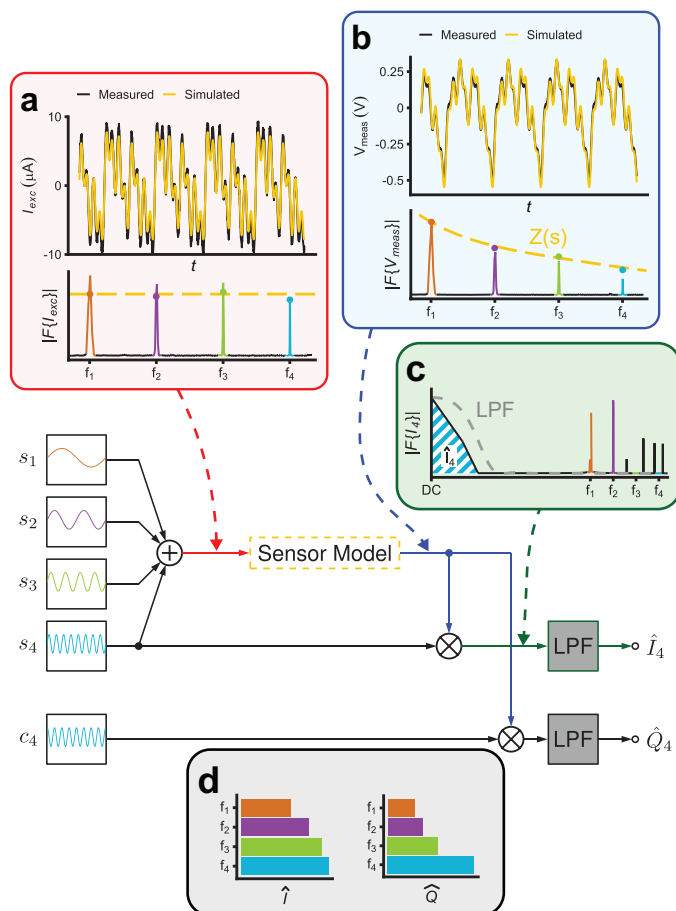 a
Measured Simulated
I_exc (µA)
10
0
-10
t
|F{I_exc}|
f₁ f₂ f₃ f₄
b
Measured Simulated
V_meas (V)
0.25
0
-0.25
-0.5
t
|F{V_meas}|
Z(s)
f₁ f₂ f₃ f₄
c
|F{I₄}|
LPF
Î₄
DC f₁ f₂ f₃ f₄
s₁
s₂
s₃
s₄
c₄
+
Sensor Model
LPF
Î₄
LPF
Q̂₄
d
f₁
f₂
f₃
f₄
Î
f₁
f₂
f₃
f₄
Q̂